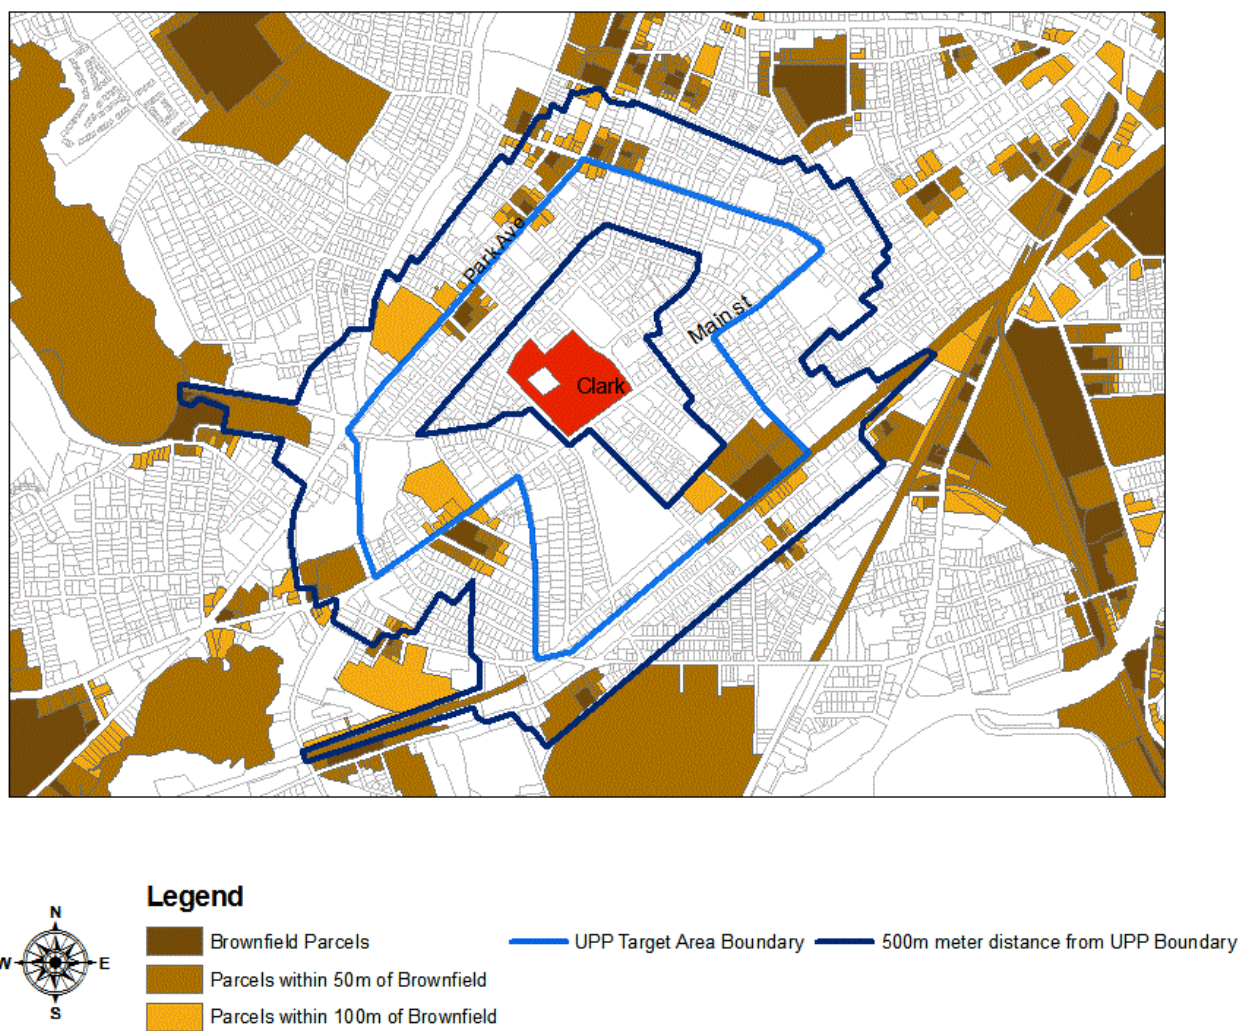 Park Ave
Main st
Clark
Legend
N
W
E
S
Brownfield Parcels
Parcels within 50m of Brownfield
Parcels within 100m of Brownfield
UPP Target Area Boundary
500m meter distance from UPP Boundary